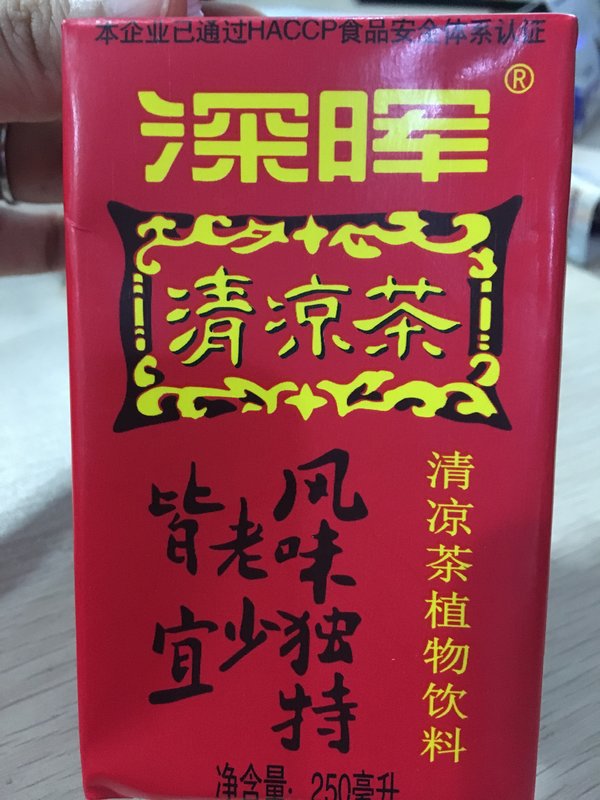 本企业已通过HACCP食品安全体系认证
深晖®
清凉茶
风味独特
老少
皆宜
清凉茶植物饮料
净含量：250毫升